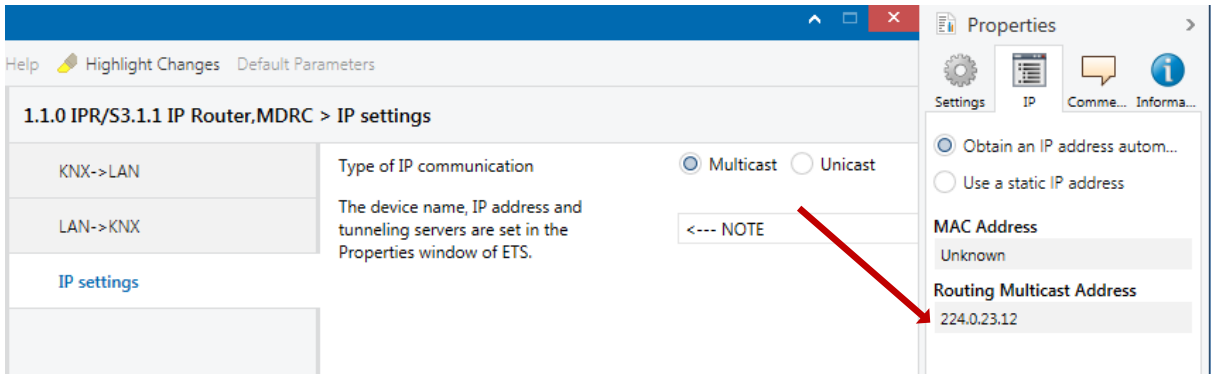 Properties
Help Highlight Changes Default Parameters
Settings IP Comme... Informa...
1.1.0 IPR/S3.1.1 IP Router,MDRC > IP settings
KNX->LAN
LAN->KNX
IP settings
Type of IP communication
Multicast Unicast
The device name, IP address and
tunneling servers are set in the
Properties window of ETS.
<--- NOTE
Obtain an IP address autom...
Use a static IP address
MAC Address
Unknown
Routing Multicast Address
224.0.23.12